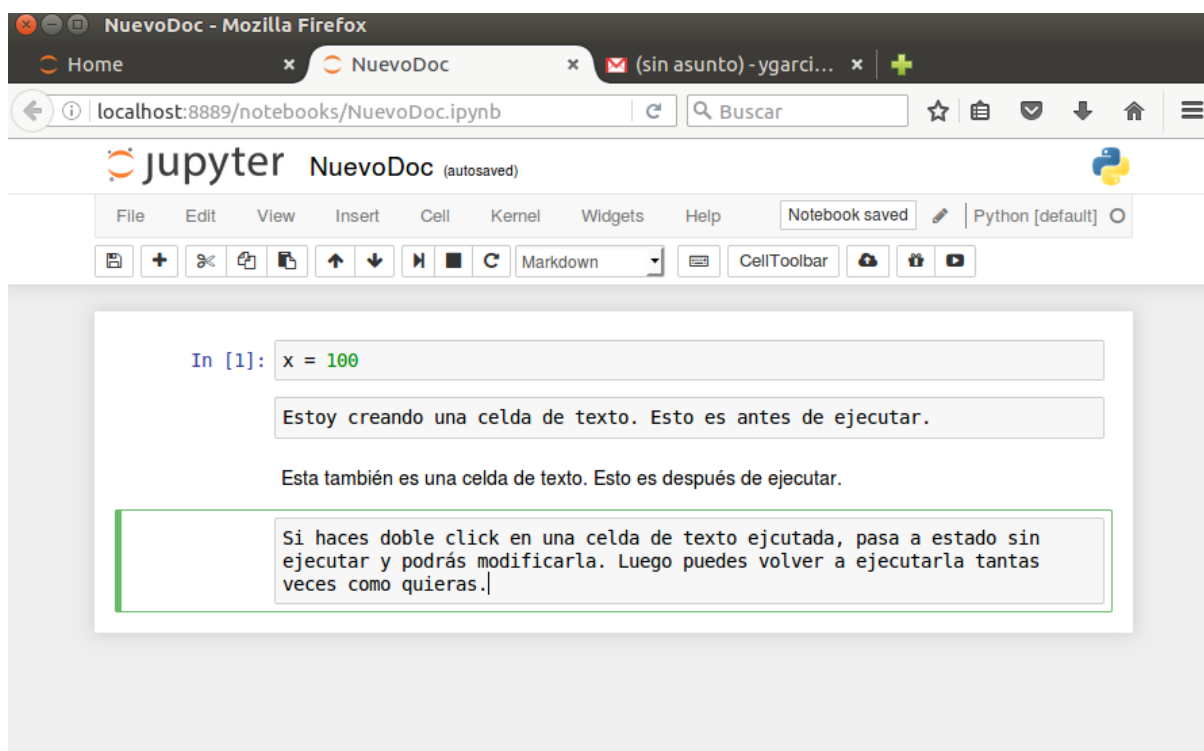 NuevoDoc - Mozilla Firefox
Home NuevoDoc (sin asunto) - ygarci...
localhost:8889/notebooks/NuevoDoc.ipynb Buscar
jupyter NuevoDoc (autosaved)
File Edit View Insert Cell Kernel Widgets Help Notebook saved Python [default]
Markdown CellToolbar
In [1]: x = 100
Estoy creando una celda de texto. Esto es antes de ejecutar.
Esta también es una celda de texto. Esto es después de ejecutar.
Si haces doble click en una celda de texto ejcutada, pasa a estado sin
ejecutar y podrás modificarla. Luego puedes volver a ejecutarla tantas
veces como quieras.